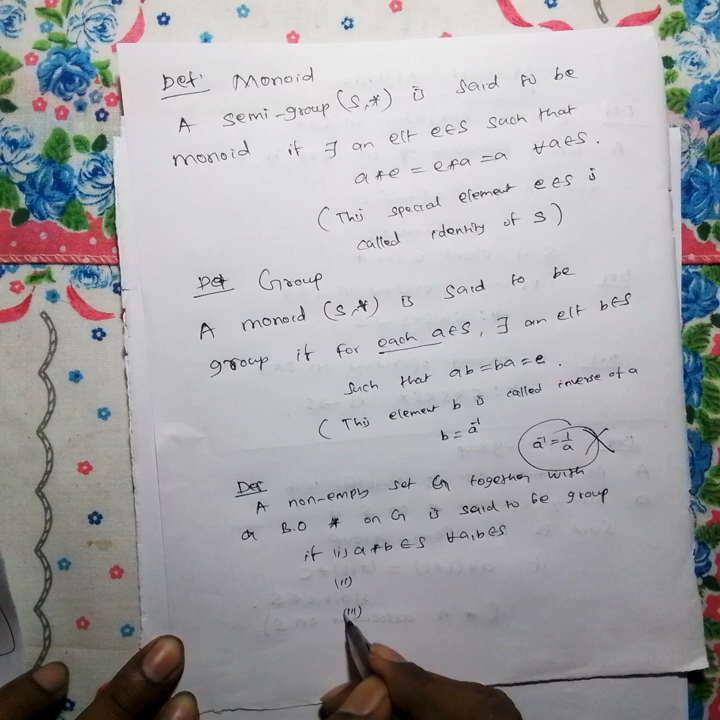 Def: Monoid
A semi-group (S,*) is said to be
monoid if ∃ an elt e∈S such that
a*e = e*a = a ∀a∈S.
(This special element e∈S is
called identity of S)
Def Group
A monoid (S,*) is said to be
group if for each a∈S, ∃ an elt b∈S
such that ab=ba=e.
(This element b is called inverse of a
b = a⁻¹
a⁻¹ = 1/a
Def
A non-empty set G together with
a B.O * on G is said to be group
if (i) a*b∈S ∀a,b∈S
(ii)
(iii)